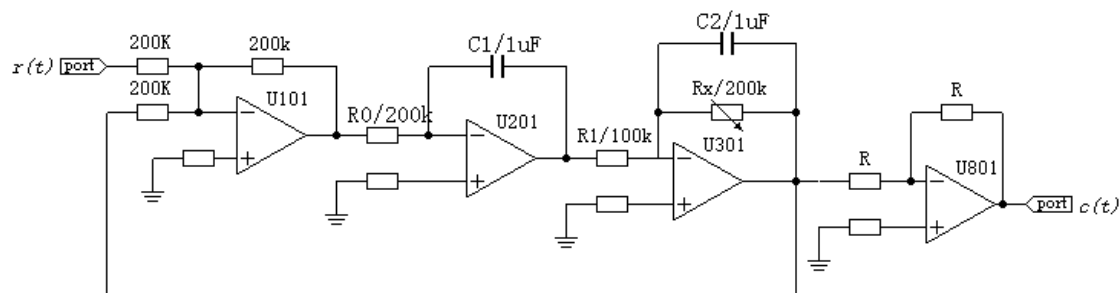 C2/1uF
200K
200k
C1/1uF
r(t)
port
Rx/200k
R
200K
U101
R0/200k
U201
R1/100k
U301
R
U801
port
c(t)